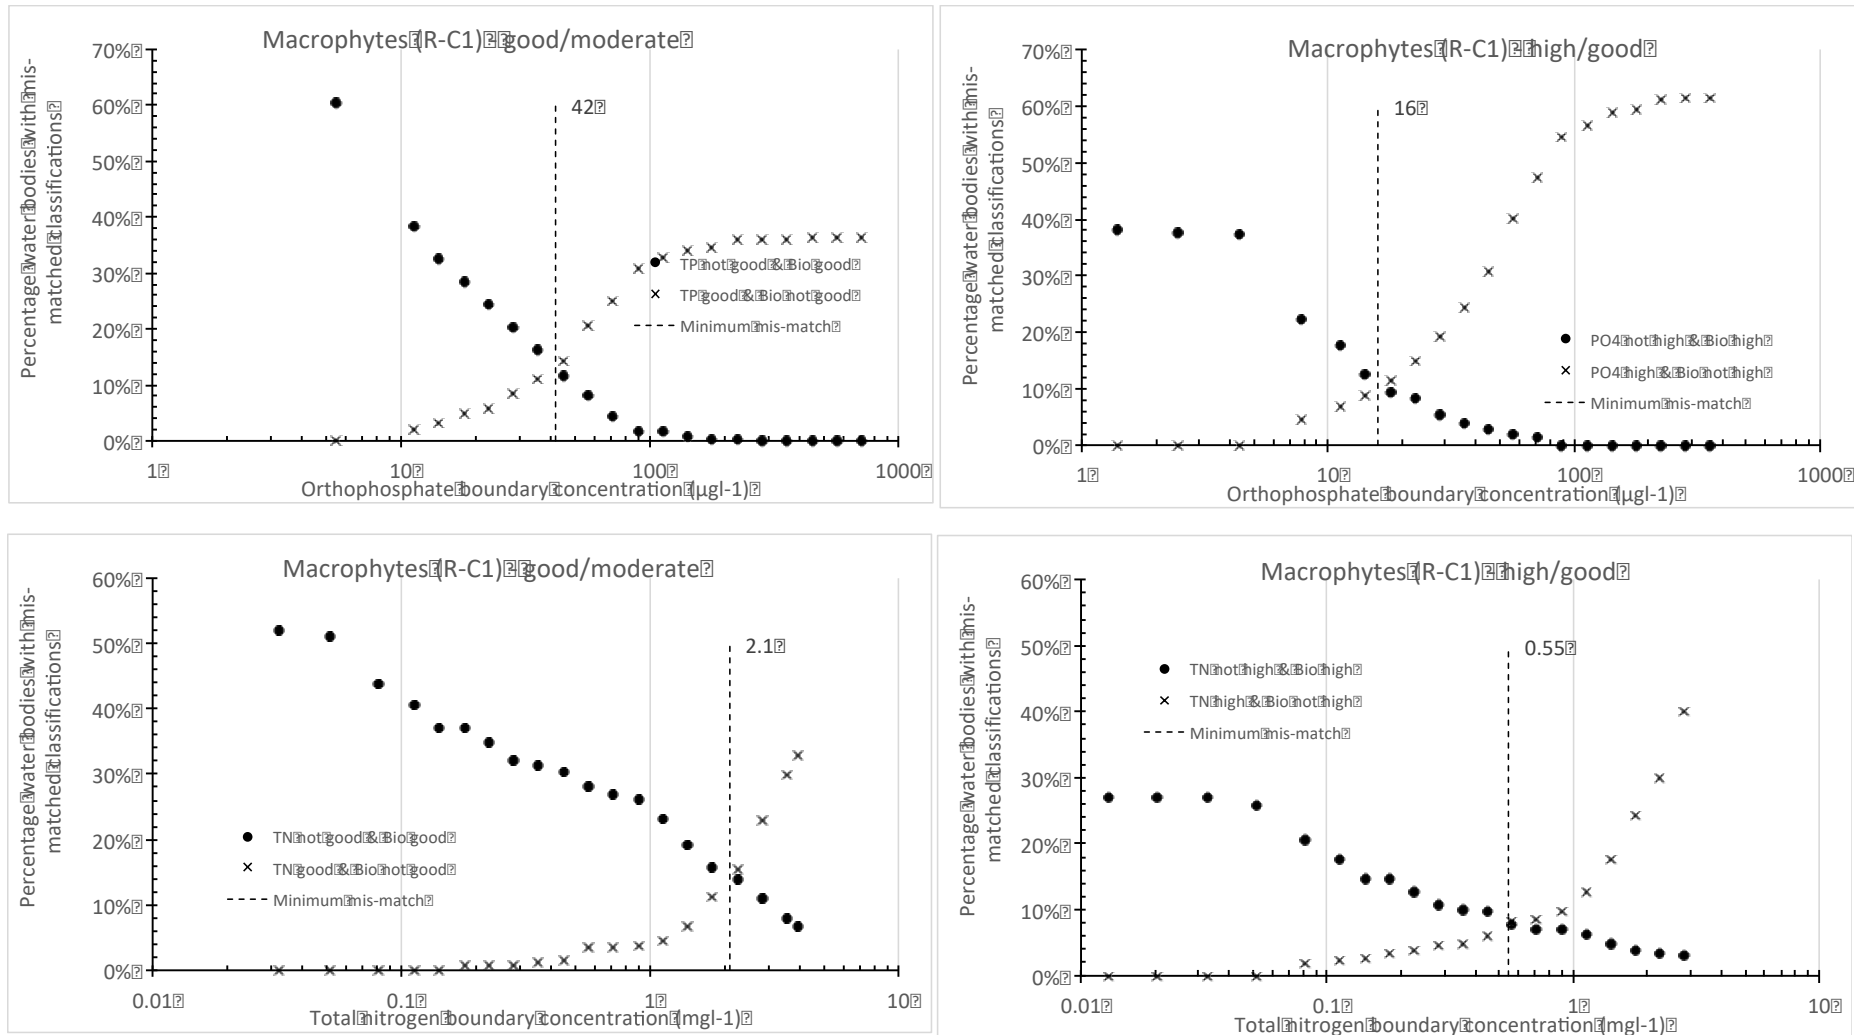 Macrophytes (R-C1) - good/moderate
Percentage water bodies with mis-
matched classifications
70%
60%
50%
40%
30%
20%
10%
0%
42
TP not good & Bio good
TP good & Bio not good
Minimum mis-match
1
10
100
1000
Orthophosphate boundary concentration (µgl-1)
Macrophytes (R-C1) - high/good
Percentage water bodies with mis-
matched classifications
70%
60%
50%
40%
30%
20%
10%
0%
16
PO4 not high & Bio high
PO4 high & Bio not high
Minimum mis-match
1
10
100
1000
Orthophosphate boundary concentration (µgl-1)
Macrophytes (R-C1) - good/moderate
Percentage water bodies with mis-
matched classifications
60%
50%
40%
30%
20%
10%
0%
2.1
TN not good & Bio good
TN good & Bio not good
Minimum mis-match
0.01
0.1
1
10
Total nitrogen boundary concentration (mgl-1)
Macrophytes (R-C1) - high/good
Percentage water bodies with mis-
matched classifications
60%
50%
40%
30%
20%
10%
0%
0.55
TN not high & Bio high
TN high & Bio not high
Minimum mis-match
0.01
0.1
1
10
Total nitrogen boundary concentration (mgl-1)